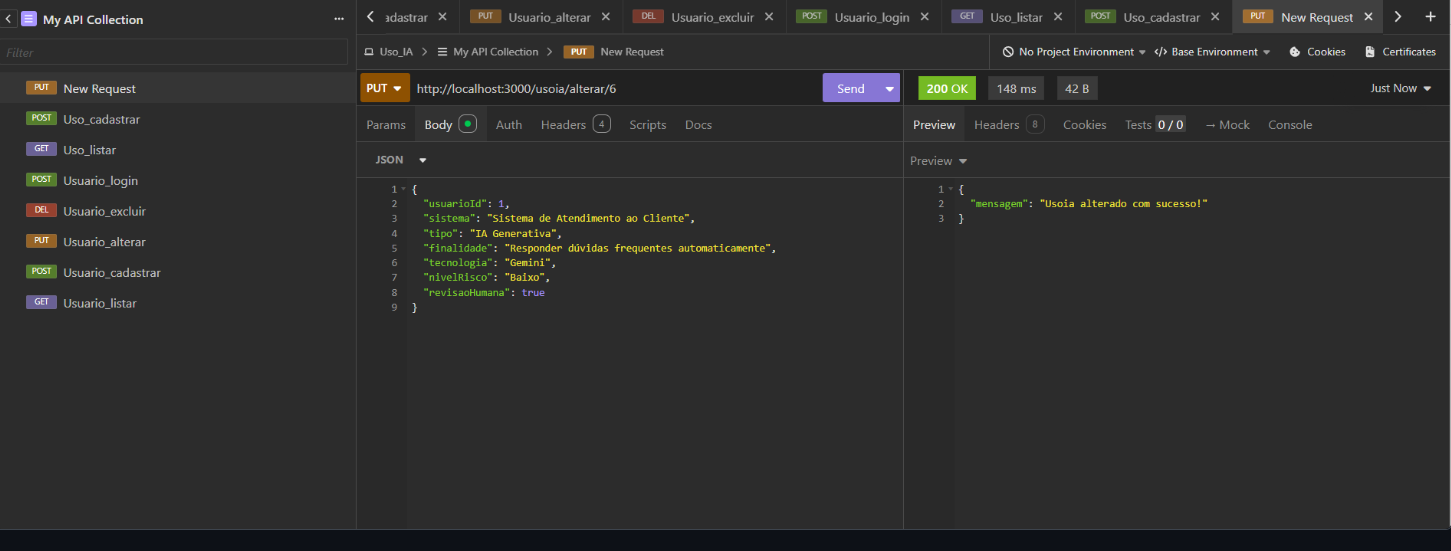 My API Collection
adastrar
PUT Usuario_alterar
DEL Usuario_excluir
POST Usuario_login
GET Uso_listar
POST Uso_cadastrar
PUT New Request
Filter
Uso_IA
My API Collection
PUT New Request
No Project Environment
Base Environment
Cookies
Certificates
PUT New Request
POST Uso_cadastrar
GET Uso_listar
POST Usuario_login
DEL Usuario_excluir
PUT Usuario_alterar
POST Usuario_cadastrar
GET Usuario_listar
PUT http://localhost:3000/usoia/alterar/6 Send
200 OK 148 ms 42 B Just Now
Params Body Auth Headers 4 Scripts Docs
JSON
1 {
2 "usuarioId": 1,
3 "sistema": "Sistema de Atendimento ao Cliente",
4 "tipo": "IA Generativa",
5 "finalidade": "Responder dúvidas frequentes automaticamente",
6 "tecnologia": "Gemini",
7 "nivelRisco": "Baixo",
8 "revisaoHumana": true
9 }
Preview Headers 8 Cookies Tests 0 / 0 → Mock Console
Preview
1 {
2 "mensagem": "Usoia alterado com sucesso!"
3 }